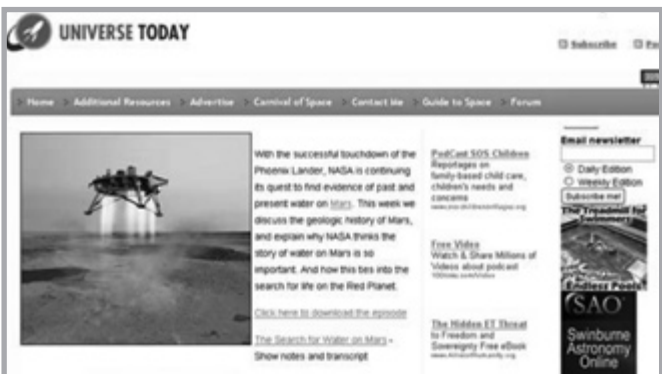 UNIVERSE TODAY
Subscribe
Home Additional Resources Advertise Carnival of Space Contact Me Guide to Space Forum
With the successful touchdown of the
Phoenix Lander, NASA is continuing
its quest to find evidence of past and
present water on Mars. This week we
discuss the geologic history of Mars,
and explain why NASA thinks the
story of water on Mars is so
important. And how this ties into the
search for life on the Red Planet.
Click here to download the episode
The Search for Water on Mars -
Show notes and transcript
PodCast SOS Children
Reportages on
family-based child care,
children's needs and
concerns
Free Video
Watch & Share Millions of
Videos about podcast
The Hidden ET Threat
to Freedom and
Sovereignty Free eBook
Email newsletter
Daily Edition
Weekly Edition
Subscribe me!
The Treadmill for
Swimmers
Endless Pools
SAO
Swinburne
Astronomy
Online